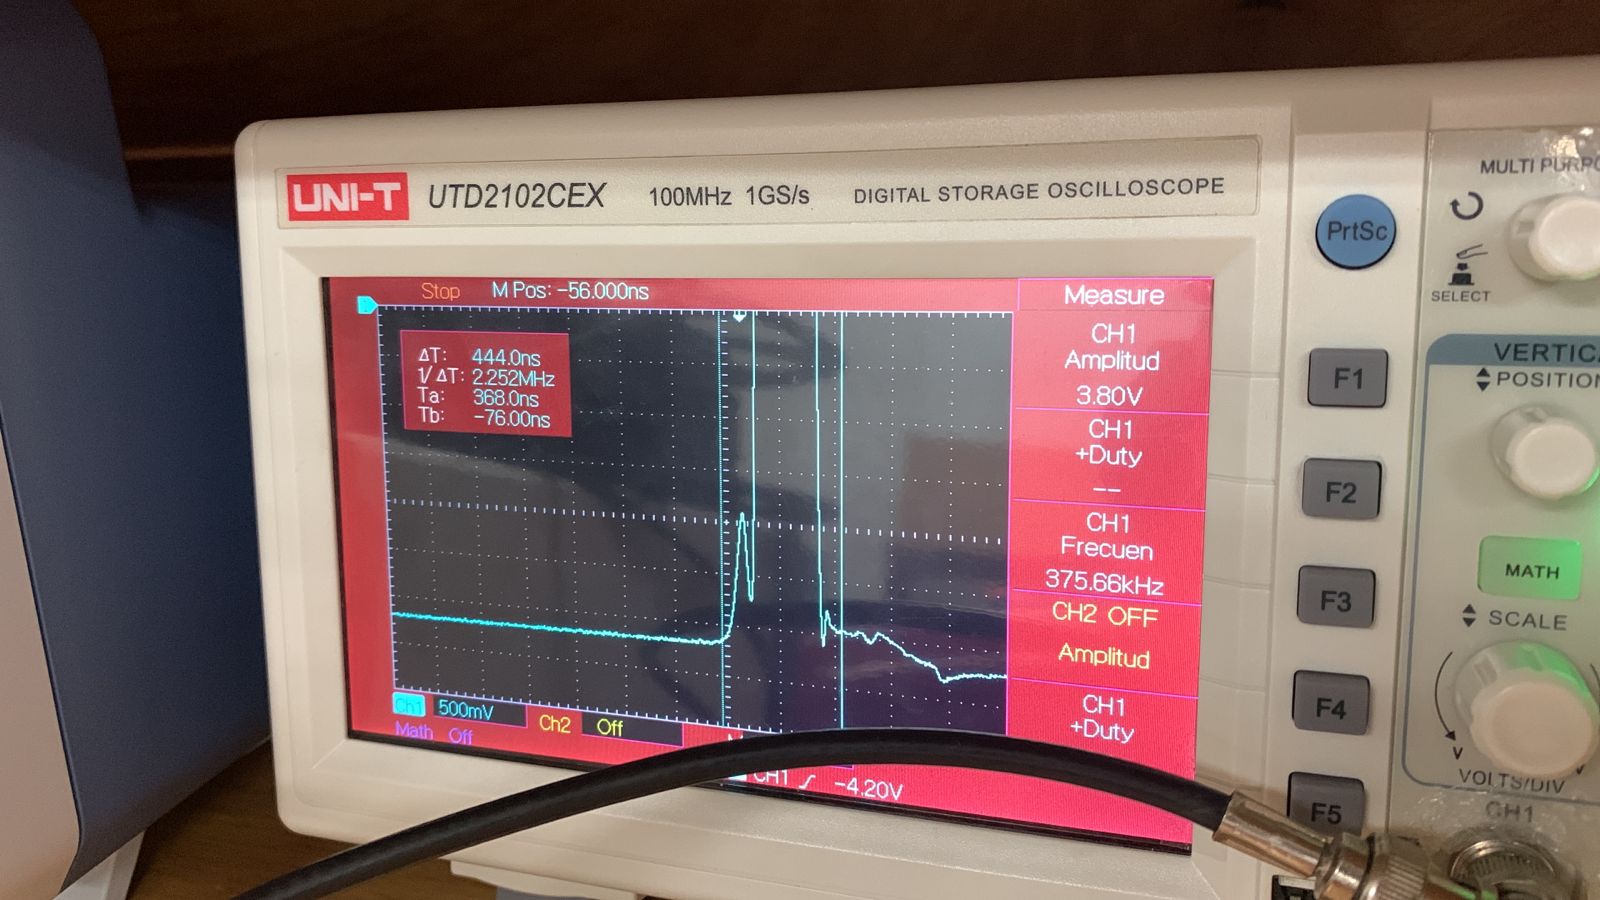 UNI-T UTD2102CEX 100MHz 1GS/s DIGITAL STORAGE OSCILLOSCOPE
Stop M Pos: -56.000ns
ΔT: 444.0ns
1/ΔT: 2.252MHz
Ta: 368.0ns
Tb: -76.00ns
Measure
CH1
Amplitud
3.80V
CH1
+Duty
--
CH1
Frecuen
375.66kHz
CH2 OFF
Amplitud
CH1
+Duty
Ch1 500mV Ch2 Off
Math Off
CH1 -4.20V
PrtSc
F1
F2
F3
F4
F5
SELECT
POSITION
MATH
SCALE
VOLTS/DIV
CH1